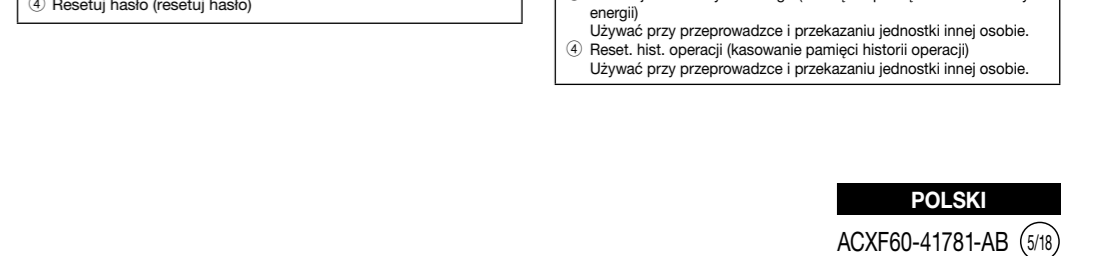 ④ Resetuj hasło (resetuj hasło)
energii)
Używać przy przeprowadzce i przekazaniu jednostki innej osobie.
④ Reset. hist. operacji (kasowanie pamięci historii operacji)
Używać przy przeprowadzce i przekazaniu jednostki innej osobie.
POLSKI
ACXF60-41781-AB 5/18